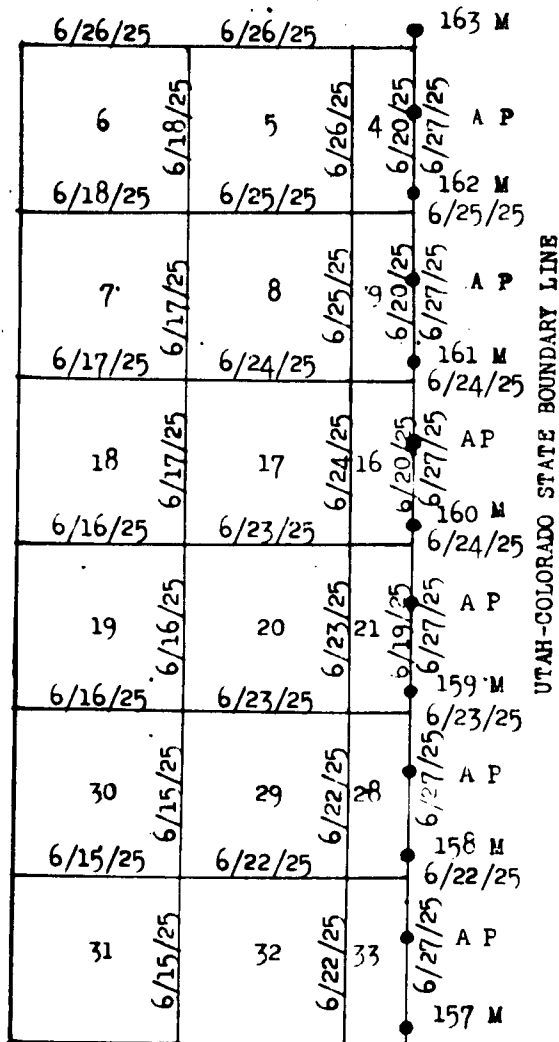 163 M
6/26/25 6/26/25
6 6/18/25 5 6/26/25 4 6/20/25 6/27/25 A P
6/18/25 6/25/25 162 M
6/25/25
7 6/17/25 8 6/25/25 9 6/20/25 6/27/25 A P
6/17/25 6/24/25 161 M
6/24/25
18 6/17/25 17 6/24/25 16 6/20/25 6/27/25 AP
6/16/25 6/23/25 160 M
6/24/25
19 6/16/25 20 6/23/25 21 6/19/25 6/27/25 A P
6/16/25 6/23/25 159 M
6/23/25
30 6/15/25 29 6/22/25 28 6/27/25 A P
6/15/25 6/22/25 158 M
6/22/25
31 6/15/25 32 6/22/25 33 6/27/25 A P
157 M
UTAH-COLORADO STATE BOUNDARY LINE